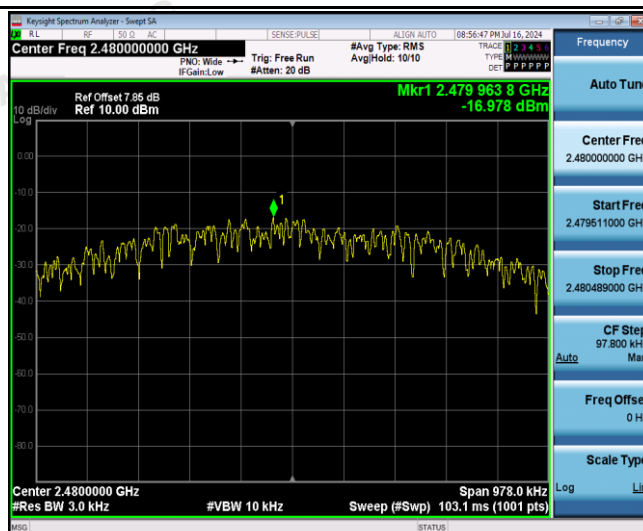 Keysight Spectrum Analyzer - Swept SA
RL RF 50 Ω AC SENSE:PULSE ALIGN AUTO 08:56:47 PM Jul 16, 2024
Center Freq 2.480000000 GHz
PNO: Wide
IFGain:Low
Trig: Free Run
#Atten: 20 dB
#Avg Type: RMS
Avg|Hold: 10/10
TRACE 1 2 3 4 5 6
TYPE M W W W W W
DET P P P P P P
Ref Offset 7.85 dB
10 dB/div Ref 10.00 dBm
Log
Mkr1 2.479 963 8 GHz
-16.978 dBm
1
0.00
-10.0
-20.0
-30.0
-40.0
-50.0
-60.0
-70.0
-80.0
Center 2.4800000 GHz Span 978.0 kHz
#Res BW 3.0 kHz #VBW 10 kHz Sweep (#Swp) 103.1 ms (1001 pts)
MSG STATUS
Frequency
Auto Tun
Center Fre
2.480000000 GH
Start Fre
2.479511000 GH
Stop Fre
2.480489000 GH
CF Step
97.800 kH
Auto Ma
Freq Offse
0 H
Scale Type
Log Li